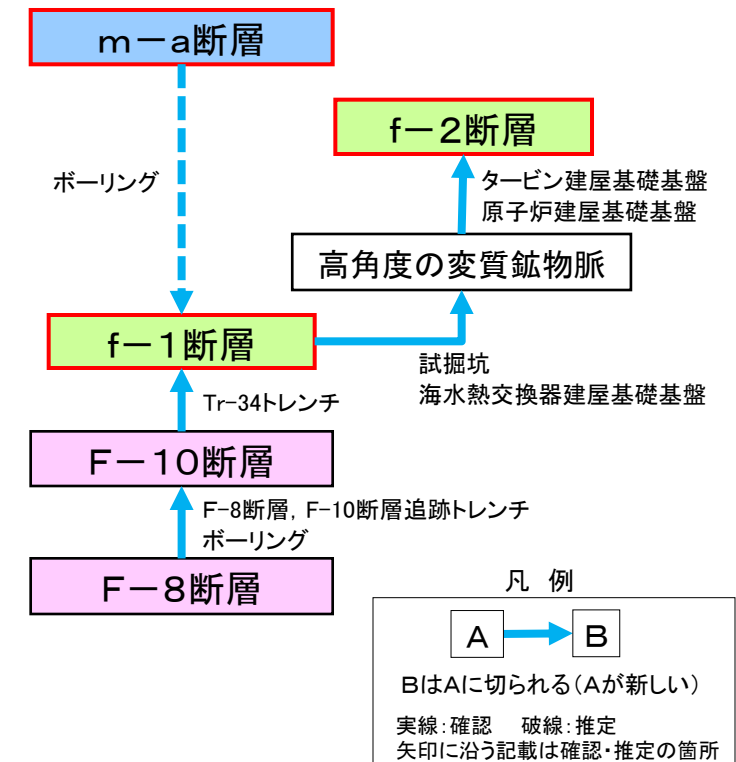 m－a断層
f－2断層
ボーリング
タービン建屋基礎基盤
原子炉建屋基礎基盤
高角度の変質鉱物脈
f－1断層
試掘坑
海水熱交換器建屋基礎基盤
Tr-34トレンチ
F－10断層
F-8断層，F-10断層追跡トレンチ
ボーリング
F－8断層
凡　例
A B
BはAに切られる（Aが新しい）
実線：確認　破線：推定
矢印に沿う記載は確認・推定の箇所